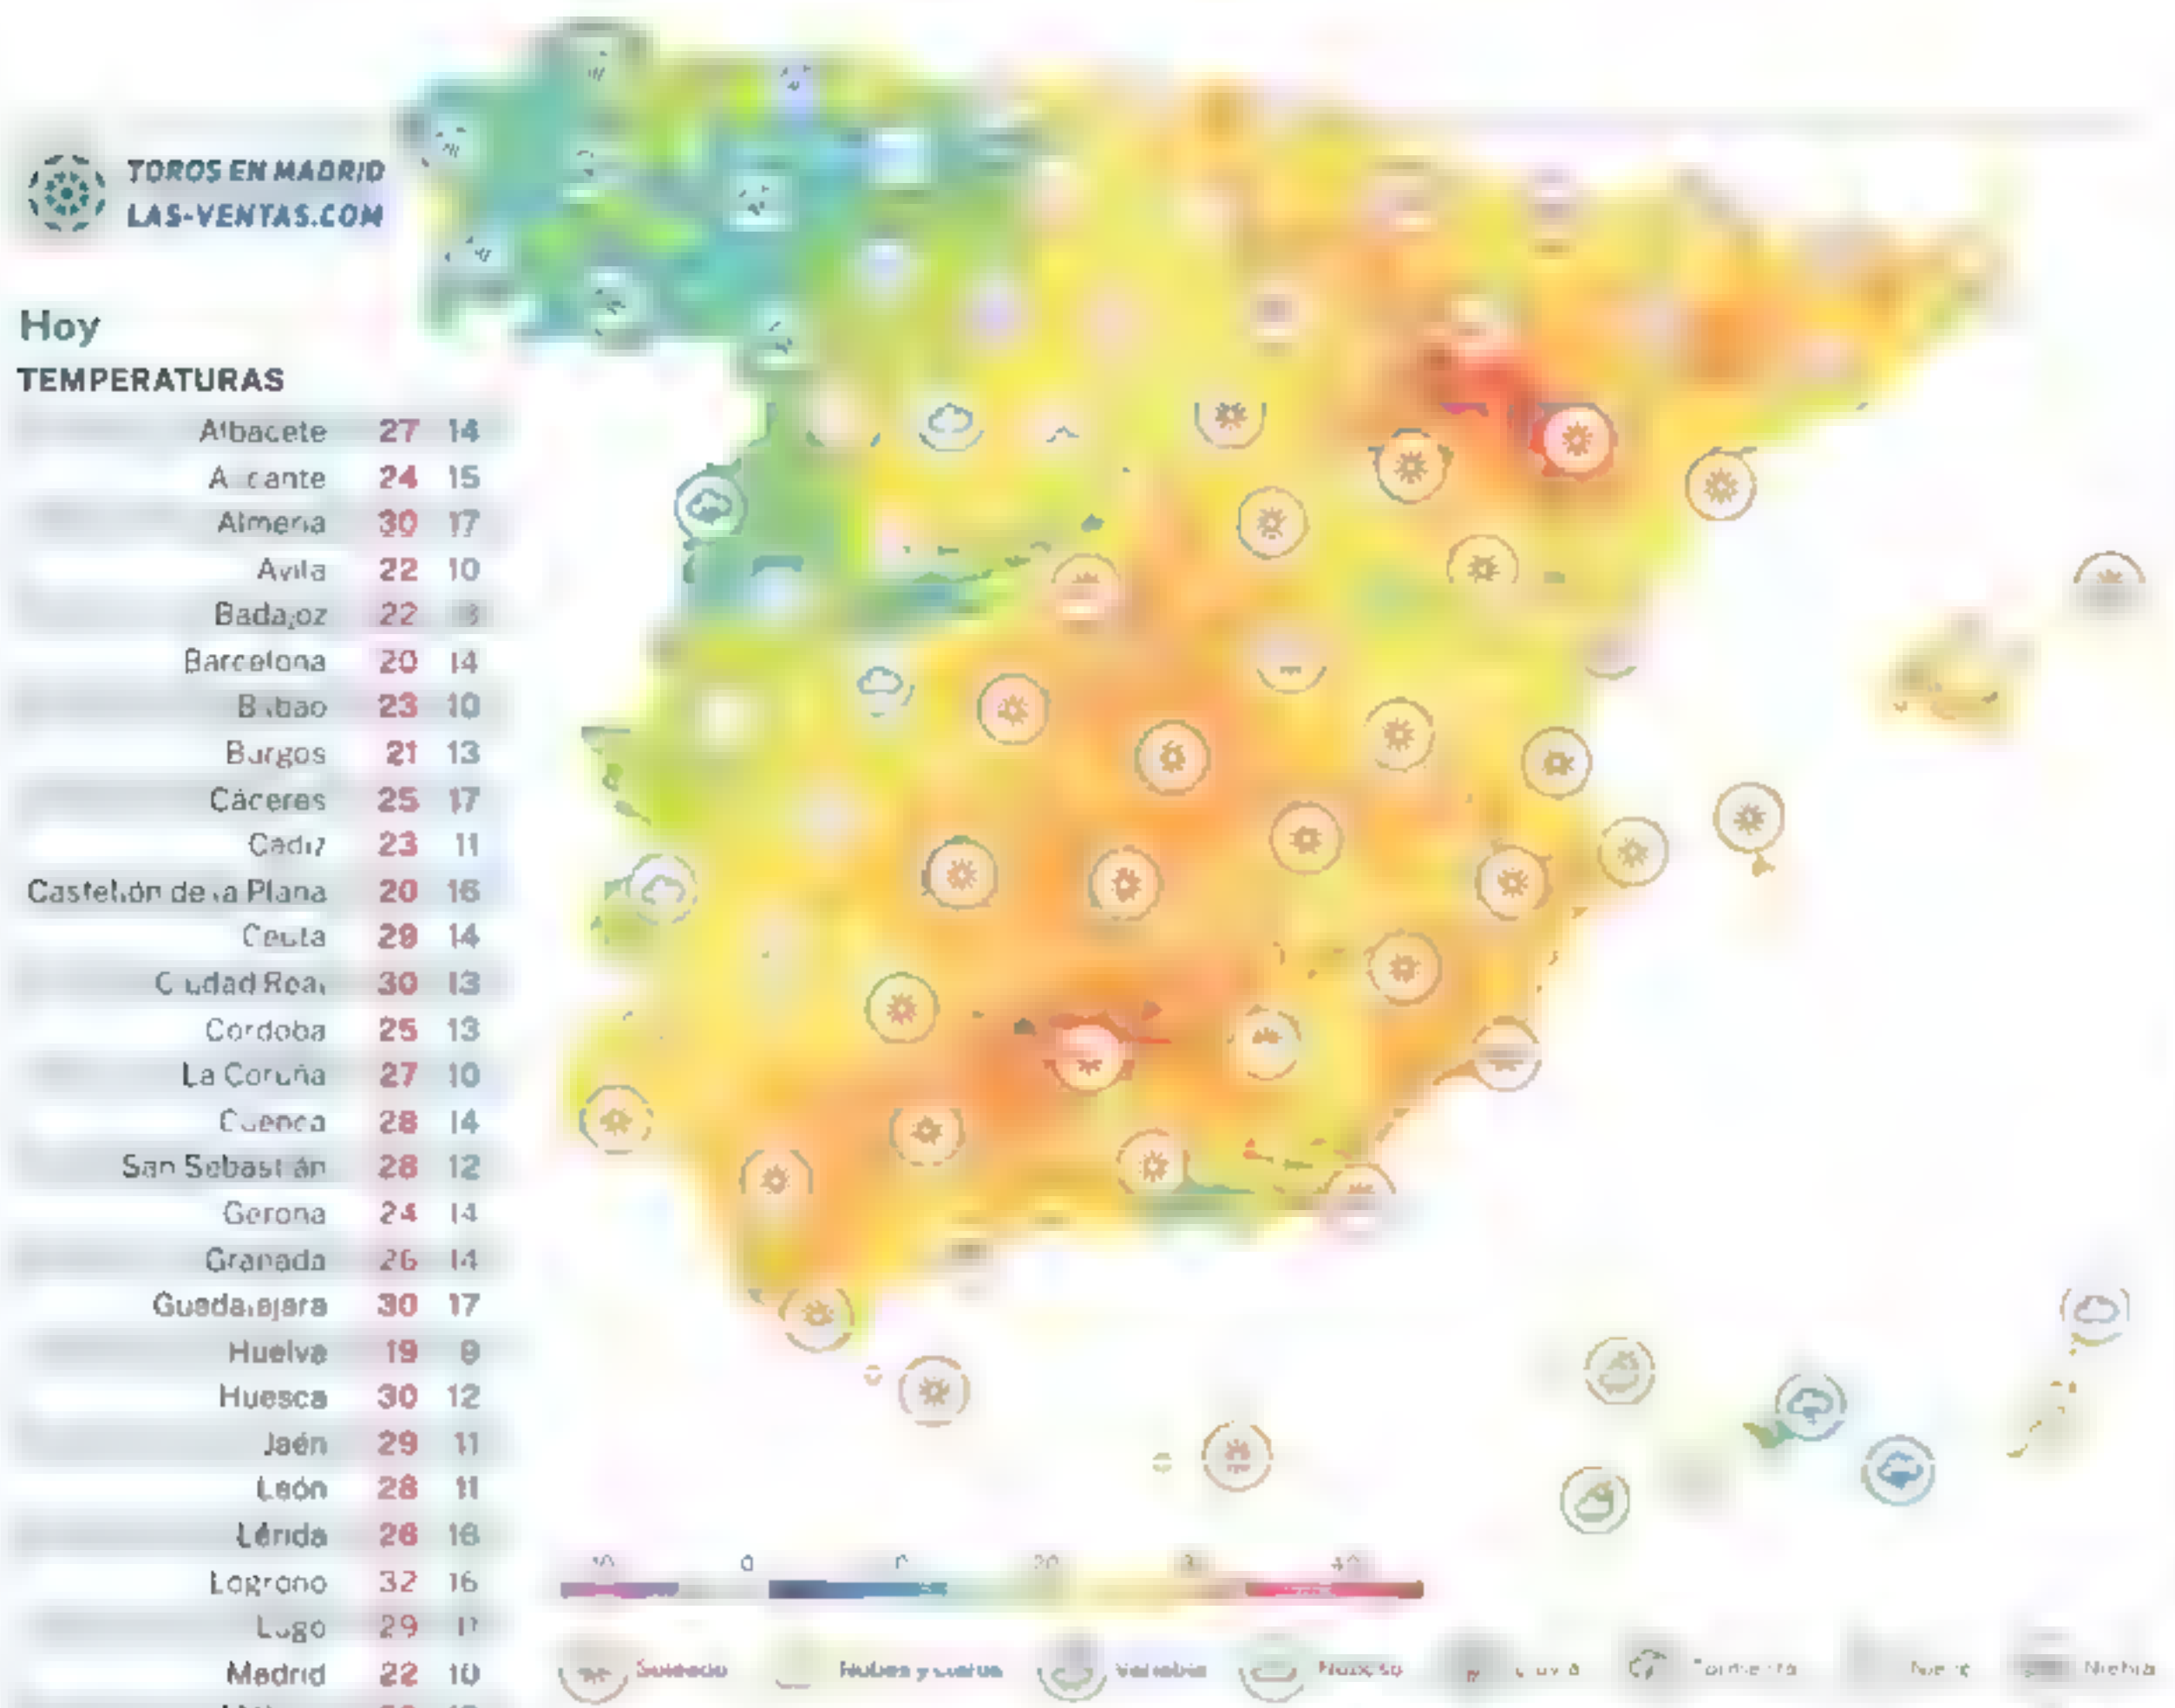 TOROS EN MADRID
LAS-VENTAS.COM
Hoy
TEMPERATURAS
Albacete 27 14
Alicante 24 15
Almería 30 17
Ávila 22 10
Badajoz 22
Barcelona 20 14
Bilbao 23 10
Burgos 21 13
Cáceres 25 17
Cádiz 23 11
Castellón de la Plana 20 16
Ceuta 29 14
Ciudad Real 30 13
Córdoba 25 13
La Coruña 27 10
Cuenca 28 14
San Sebastián 28 12
Gerona 24 14
Granada 26 14
Guadalajara 30 17
Huelva 19
Huesca 30 12
Jaén 29 11
León 28 11
Lérida
Logroño 32 16
Lugo 29
Madrid 22 10
20 40
Soleado Nubes y claros Variable Nuboso Lluvia Tormenta Nieve Niebla